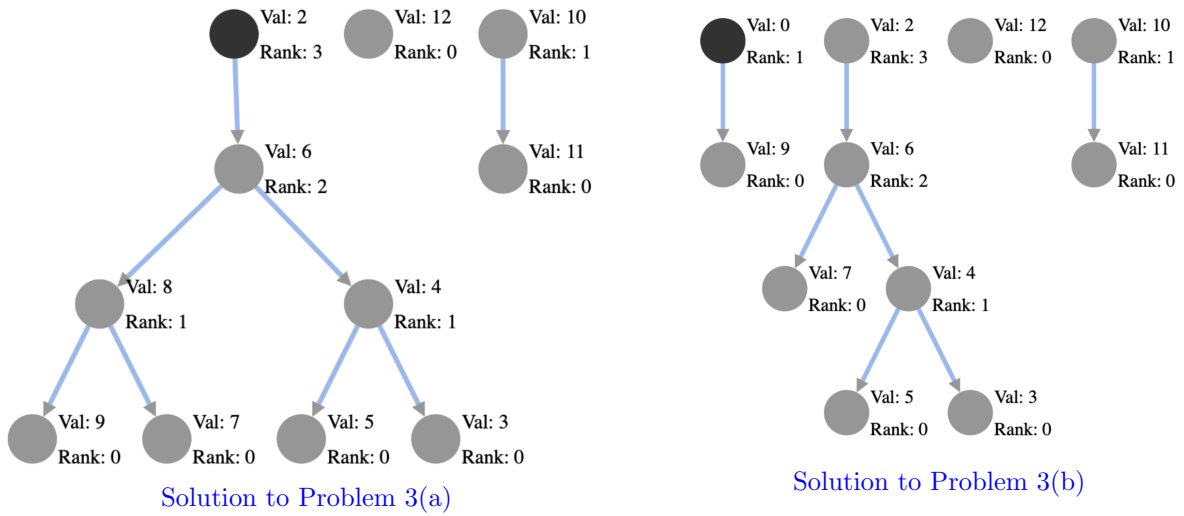 Val: 2
Rank: 3
Val: 12
Rank: 0
Val: 10
Rank: 1
Val: 6
Rank: 2
Val: 11
Rank: 0
Val: 8
Rank: 1
Val: 4
Rank: 1
Val: 9
Rank: 0
Val: 7
Rank: 0
Val: 5
Rank: 0
Val: 3
Rank: 0
Solution to Problem 3(a)
Val: 0
Rank: 1
Val: 2
Rank: 3
Val: 12
Rank: 0
Val: 10
Rank: 1
Val: 9
Rank: 0
Val: 6
Rank: 2
Val: 11
Rank: 0
Val: 7
Rank: 0
Val: 4
Rank: 1
Val: 5
Rank: 0
Val: 3
Rank: 0
Solution to Problem 3(b)